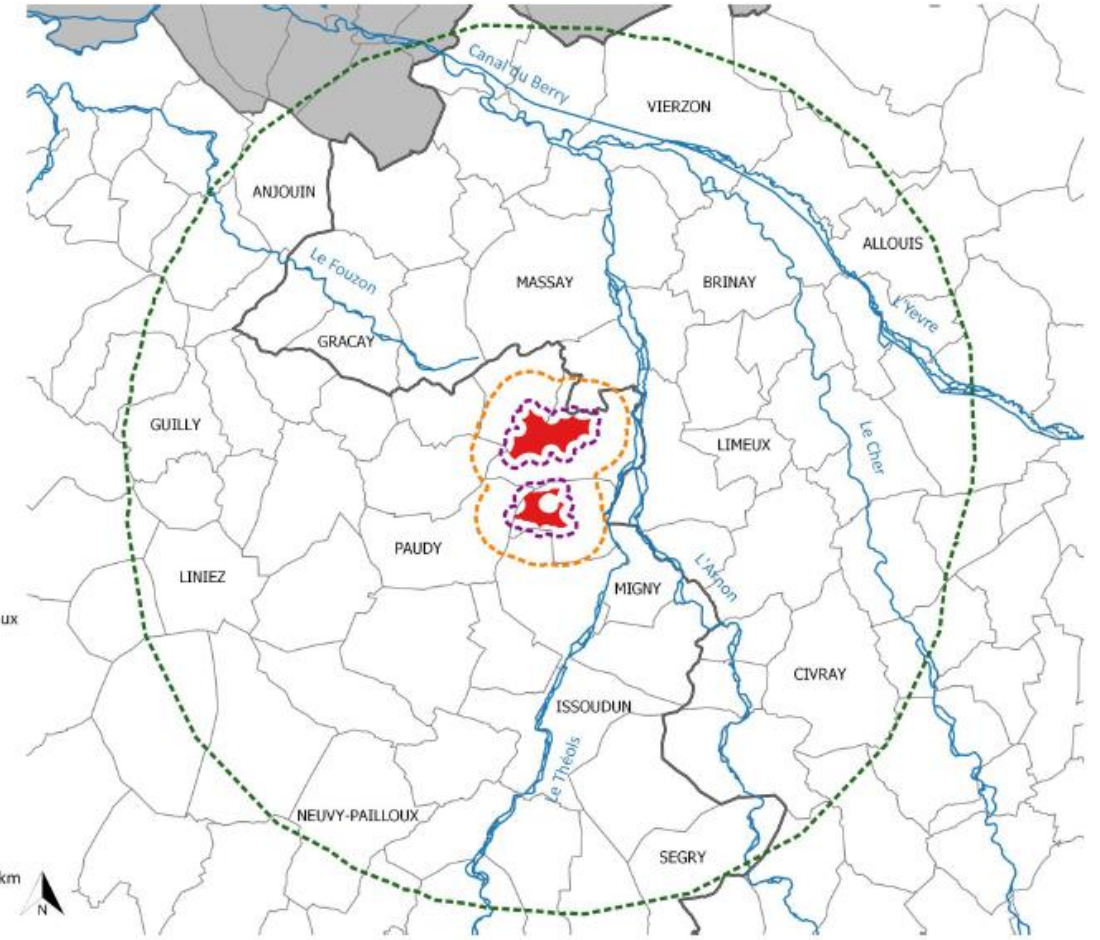 Canal du Berry
VIERZON
ANJOUIN
ALLOUIS
Le Fouzon
MASSAY
BRINAY
L'Yèvre
GRACAY
GUILLY
LIMEUX
Le Cher
PAUDY
LINIEZ
L'Arnon
MIGNY
ux
CIVRAY
ISSOUDUN
Le Théols
NEUVY-PAILLOUX
SEGRY
km
N